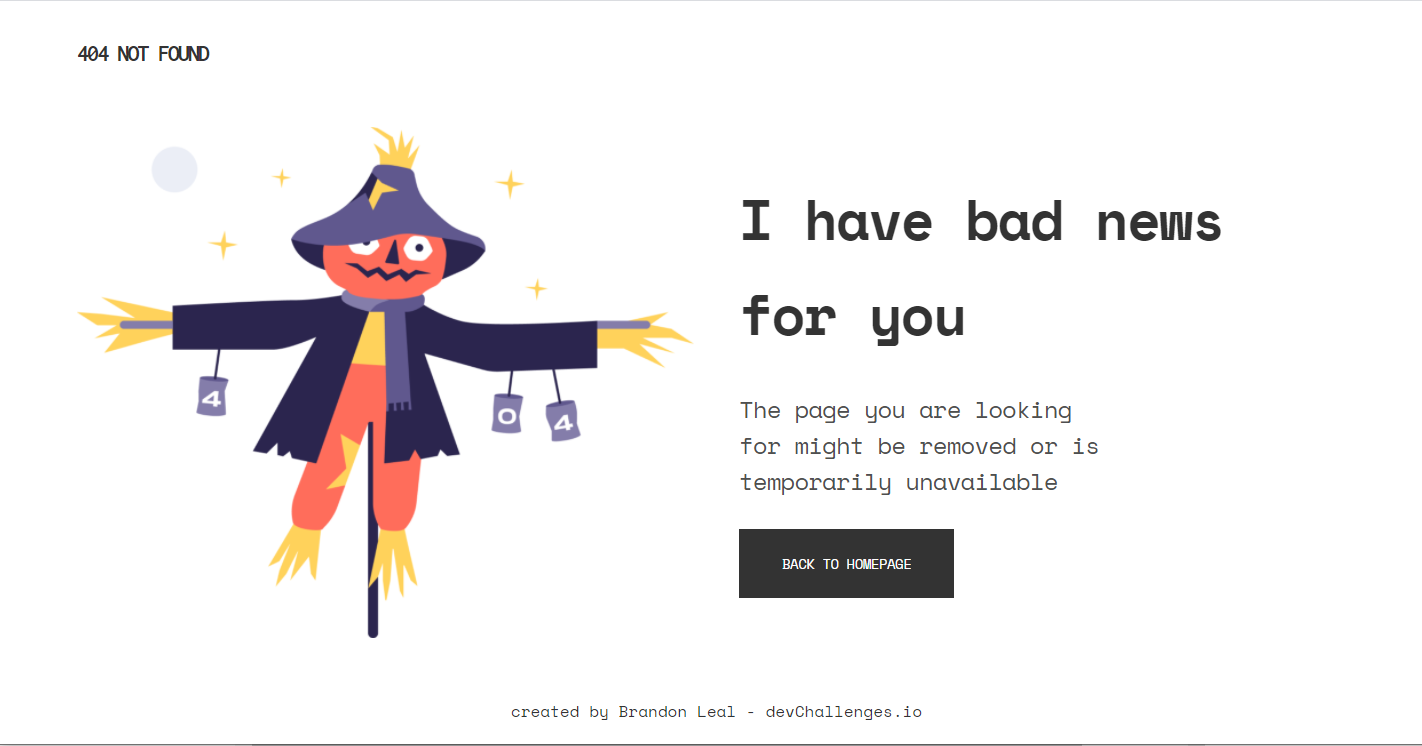 404 NOT FOUND
I have bad news
for you
4
0
4
The page you are looking
for might be removed or is
temporarily unavailable
BACK TO HOMEPAGE
created by Brandon Leal - devChallenges.io